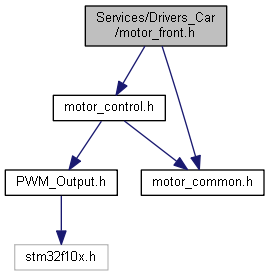 Services/Drivers_Car
/motor_front.h
motor_control.h
PWM_Output.h
motor_common.h
stm32f10x.h